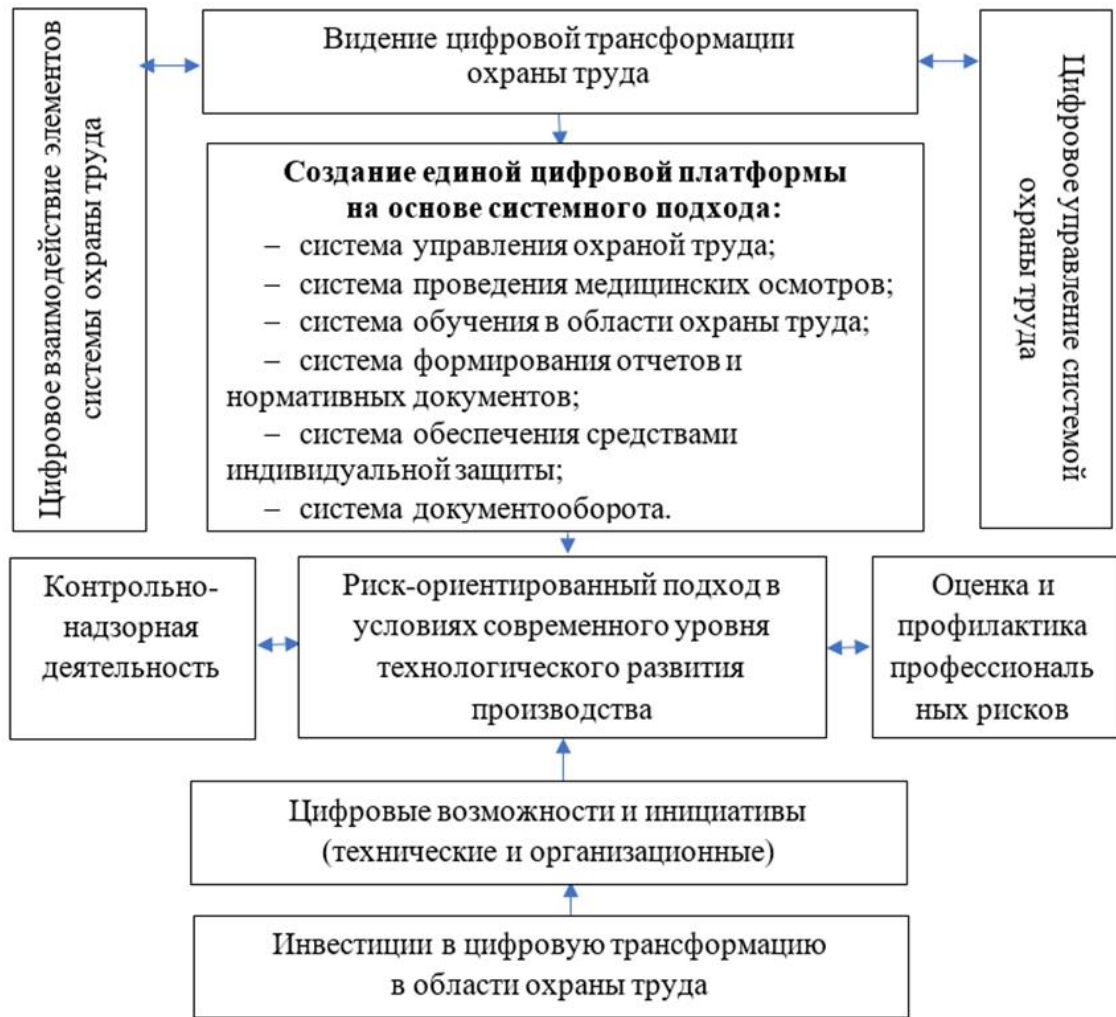 Цифровое взаимодействие элементов
системы охраны труда
Видение цифровой трансформации
охраны труда
Цифровое управление системой
охраны труда
Создание единой цифровой платформы
на основе системного подхода:
– система управления охраной труда;
– система проведения медицинских осмотров;
– система обучения в области охраны труда;
– система формирования отчетов и
нормативных документов;
– система обеспечения средствами
индивидуальной защиты;
– система документооборота.
Контрольно-
надзорная
деятельность
Риск-ориентированный подход в
условиях современного уровня
технологического развития
производства
Оценка и
профилактика
профессиональ
ных рисков
Цифровые возможности и инициативы
(технические и организационные)
Инвестиции в цифровую трансформацию
в области охраны труда